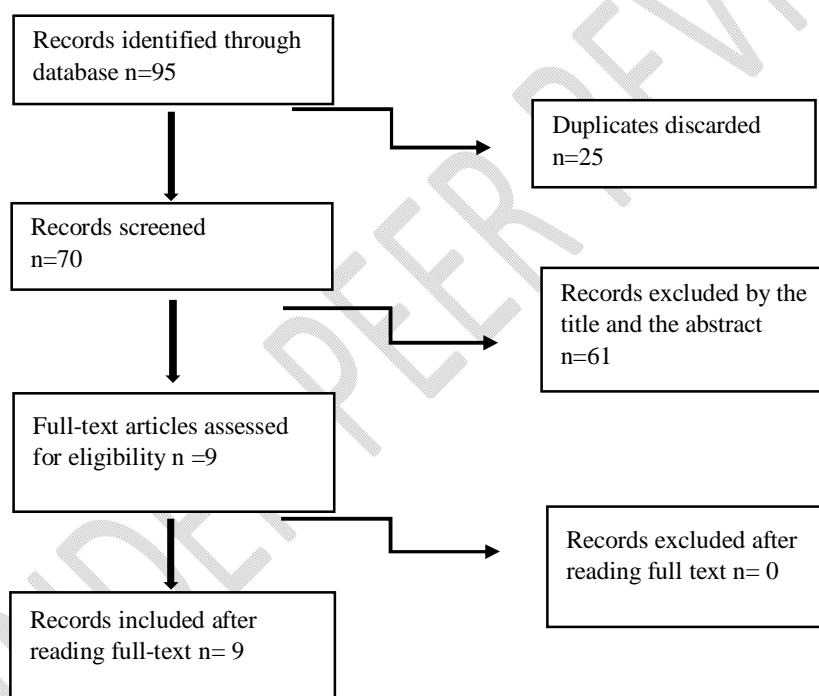 Records identified through
database n=95
Duplicates discarded
n=25
Records screened
n=70
Records excluded by the
title and the abstract
n=61
Full-text articles assessed
for eligibility n =9
Records excluded after
reading full text n= 0
Records included after
reading full-text n= 9